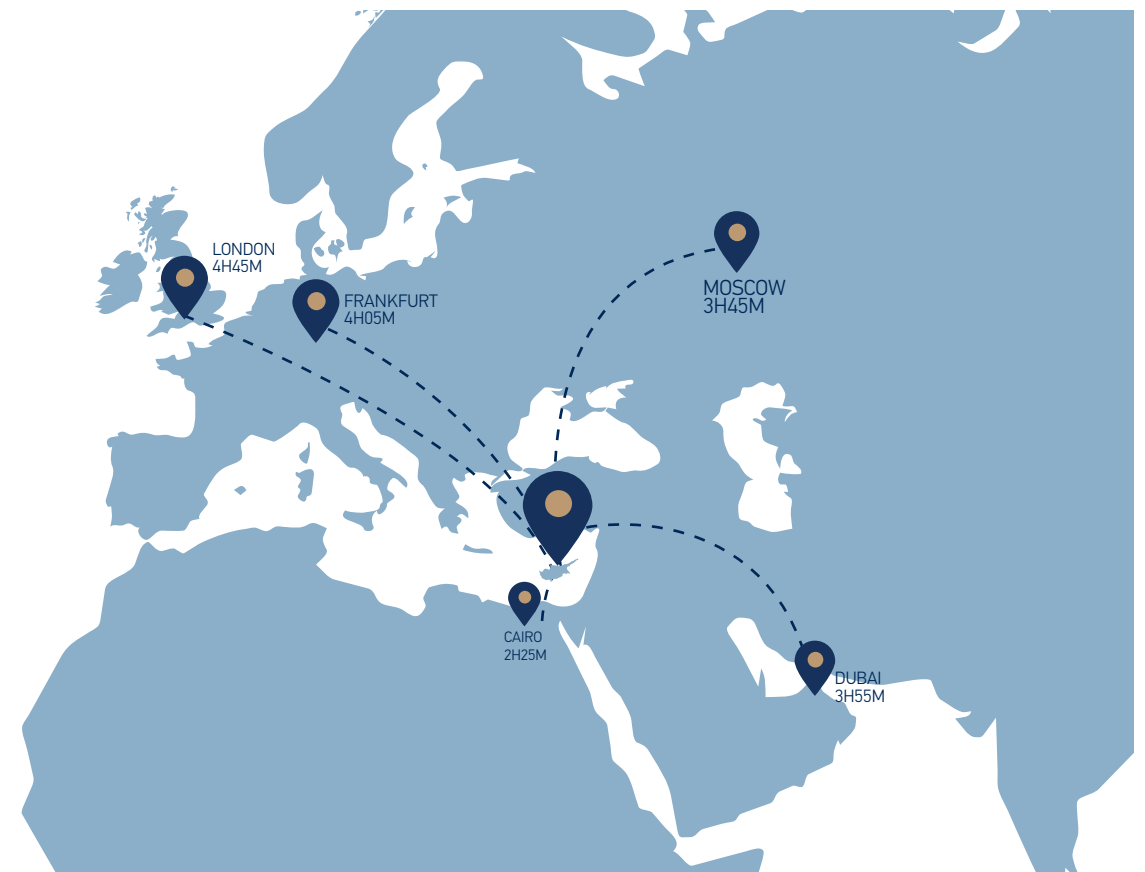 LONDON
4H45M
FRANKFURT
4H05M
MOSCOW
3H45M
CAIRO
2H25M
DUBAI
3H55M